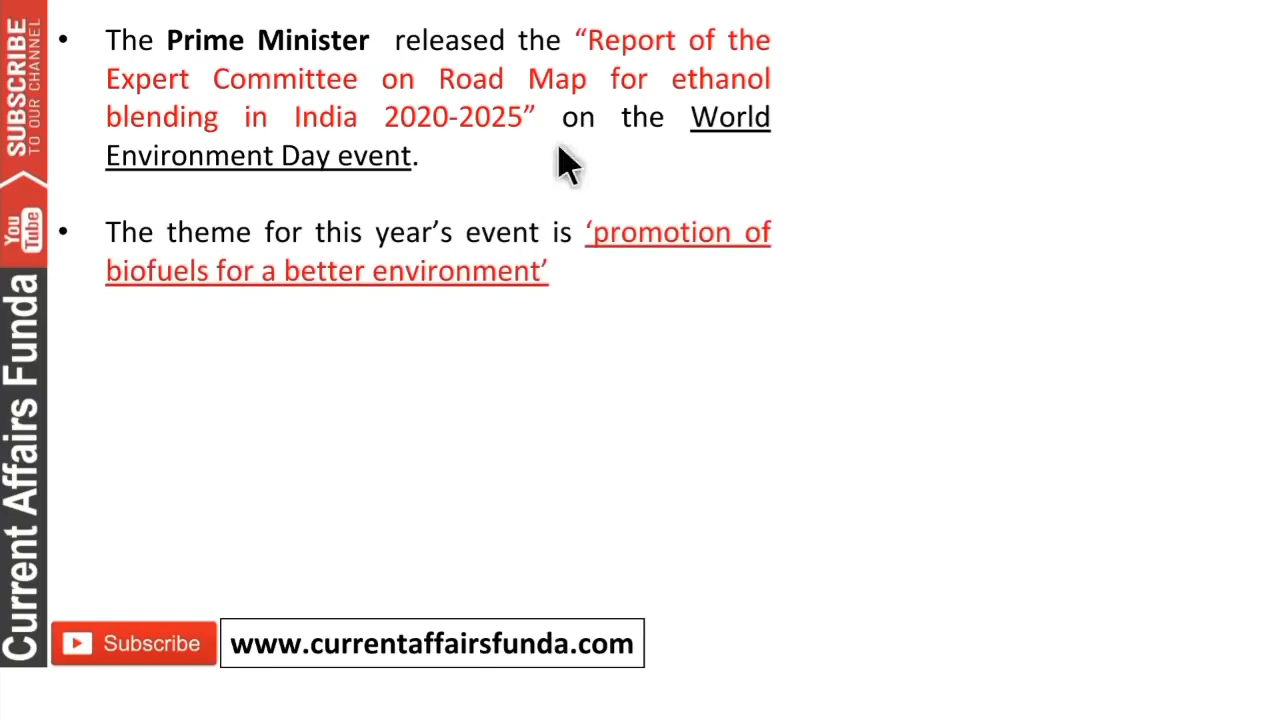 • The Prime Minister released the “Report of the
Expert Committee on Road Map for ethanol
blending in India 2020-2025” on the World
Environment Day event.
• The theme for this year’s event is ‘promotion of
biofuels for a better environment’
SUBSCRIBE
TO OUR CHANNEL
You
Tube
Current Affairs Funda
Subscribe
www.currentaffairsfunda.com